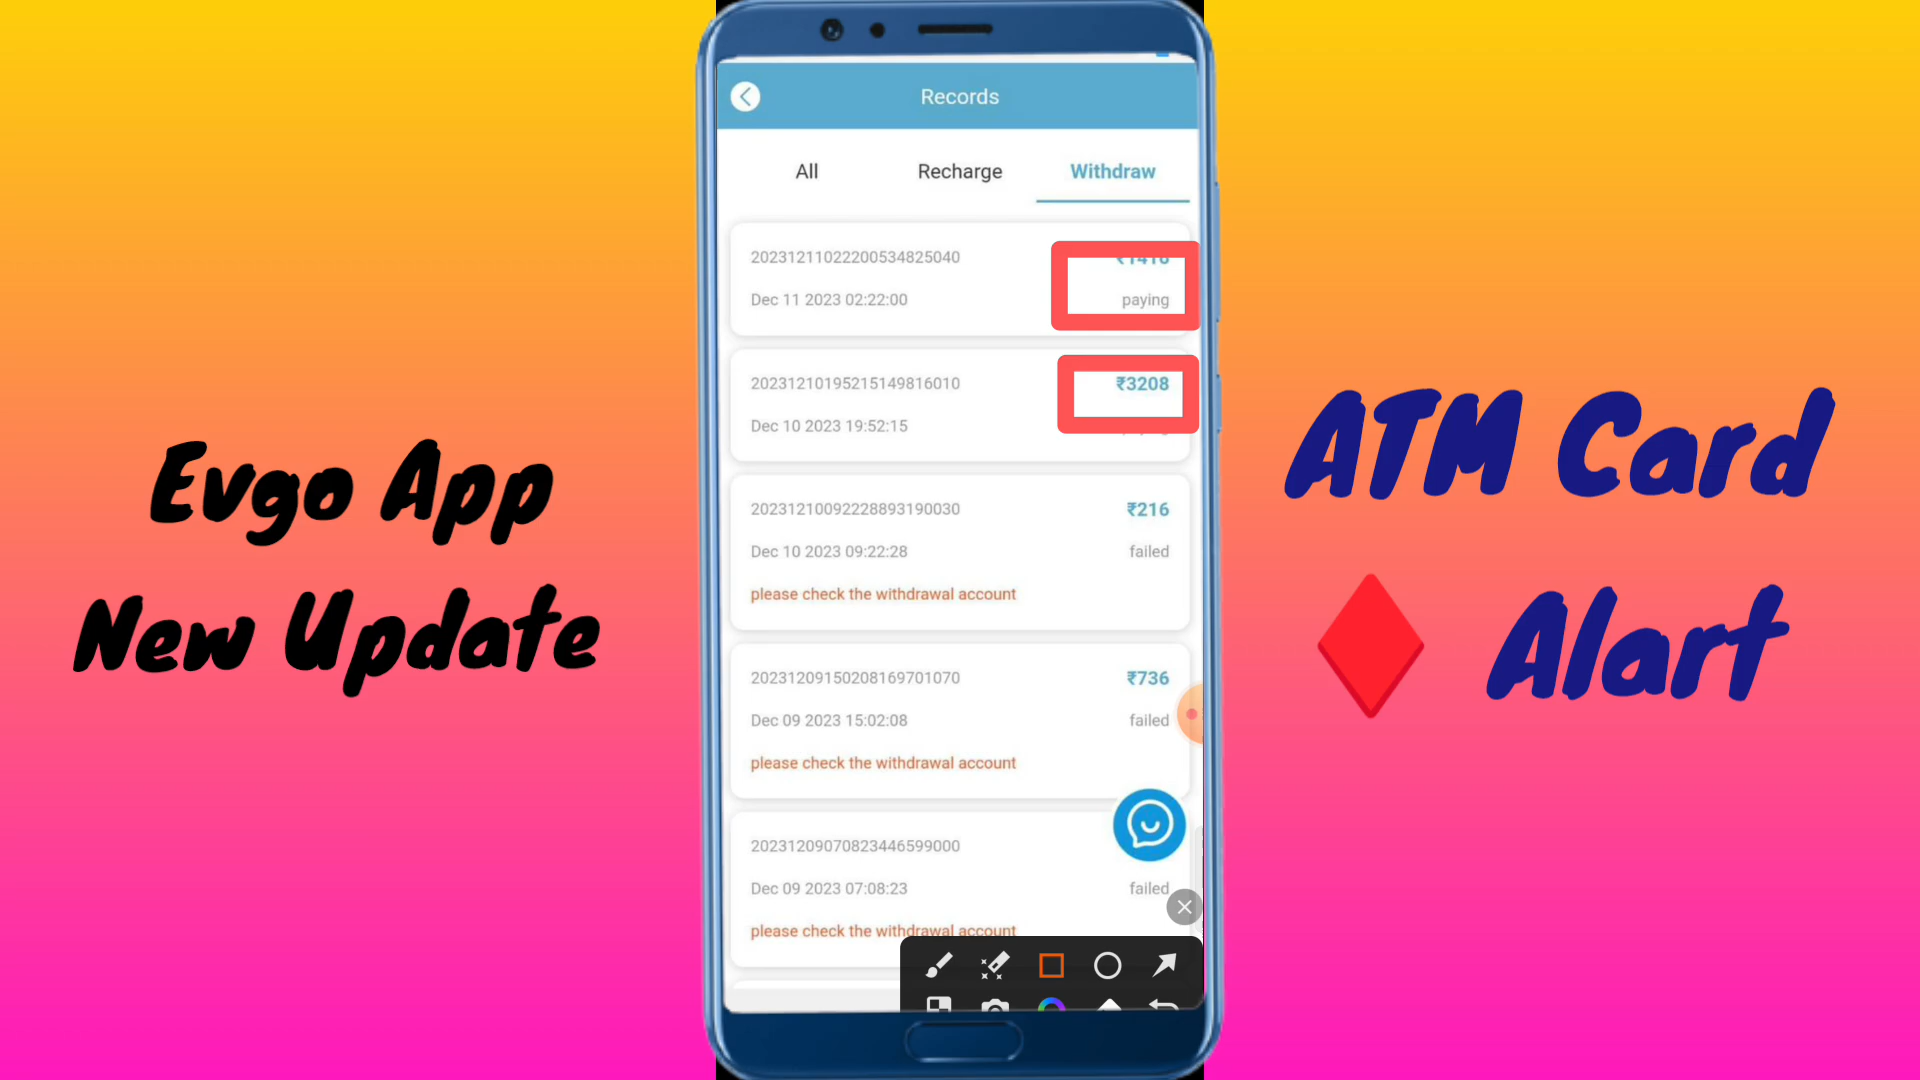 Evgo App
New Update
Records
All Recharge Withdraw
20231211022200534825040
Dec 11 2023 02:22:00 paying
20231210195215149816010 ₹3208
Dec 10 2023 19:52:15
20231210092228893190030 ₹216
Dec 10 2023 09:22:28 failed
please check the withdrawal account
20231209150208169701070 ₹736
Dec 09 2023 15:02:08 failed
please check the withdrawal account
20231209070823446599000
Dec 09 2023 07:08:23 failed
please check the withdrawal account
ATM Card
Alart